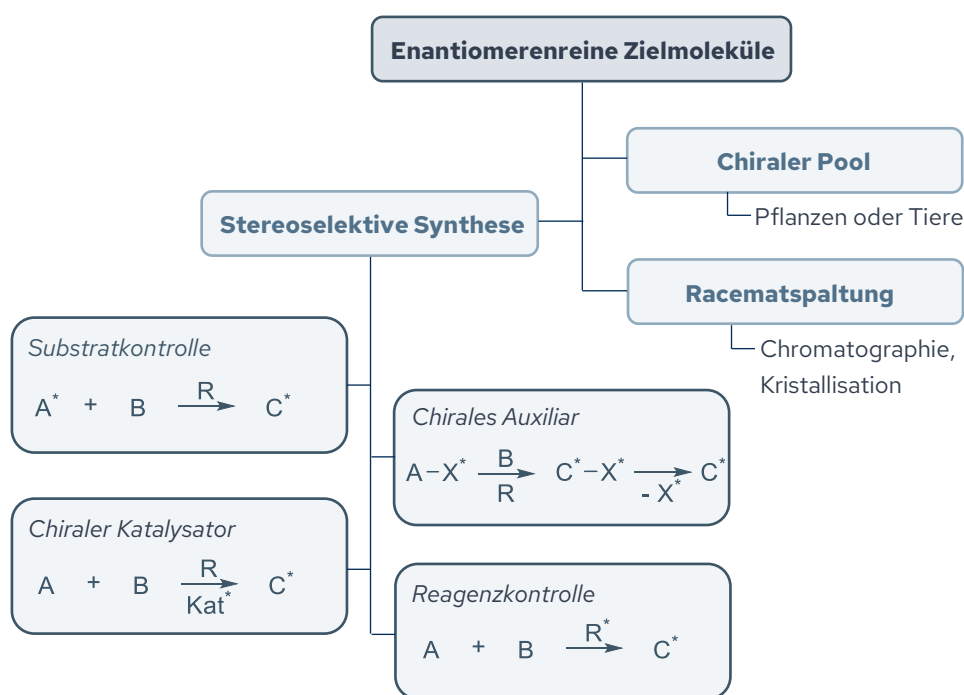 Enantiomerenreine Zielmoleküle
Chiraler Pool
Pflanzen oder Tiere
Stereoselektive Synthese
Racematspaltung
Chromatographie,
Kristallisation
Substratkontrolle
A* + B R C*
Chirales Auxiliar
A–X* B R C*–X* - X* C*
Chiraler Katalysator
A + B R Kat* C*
Reagenzkontrolle
A + B R* C*